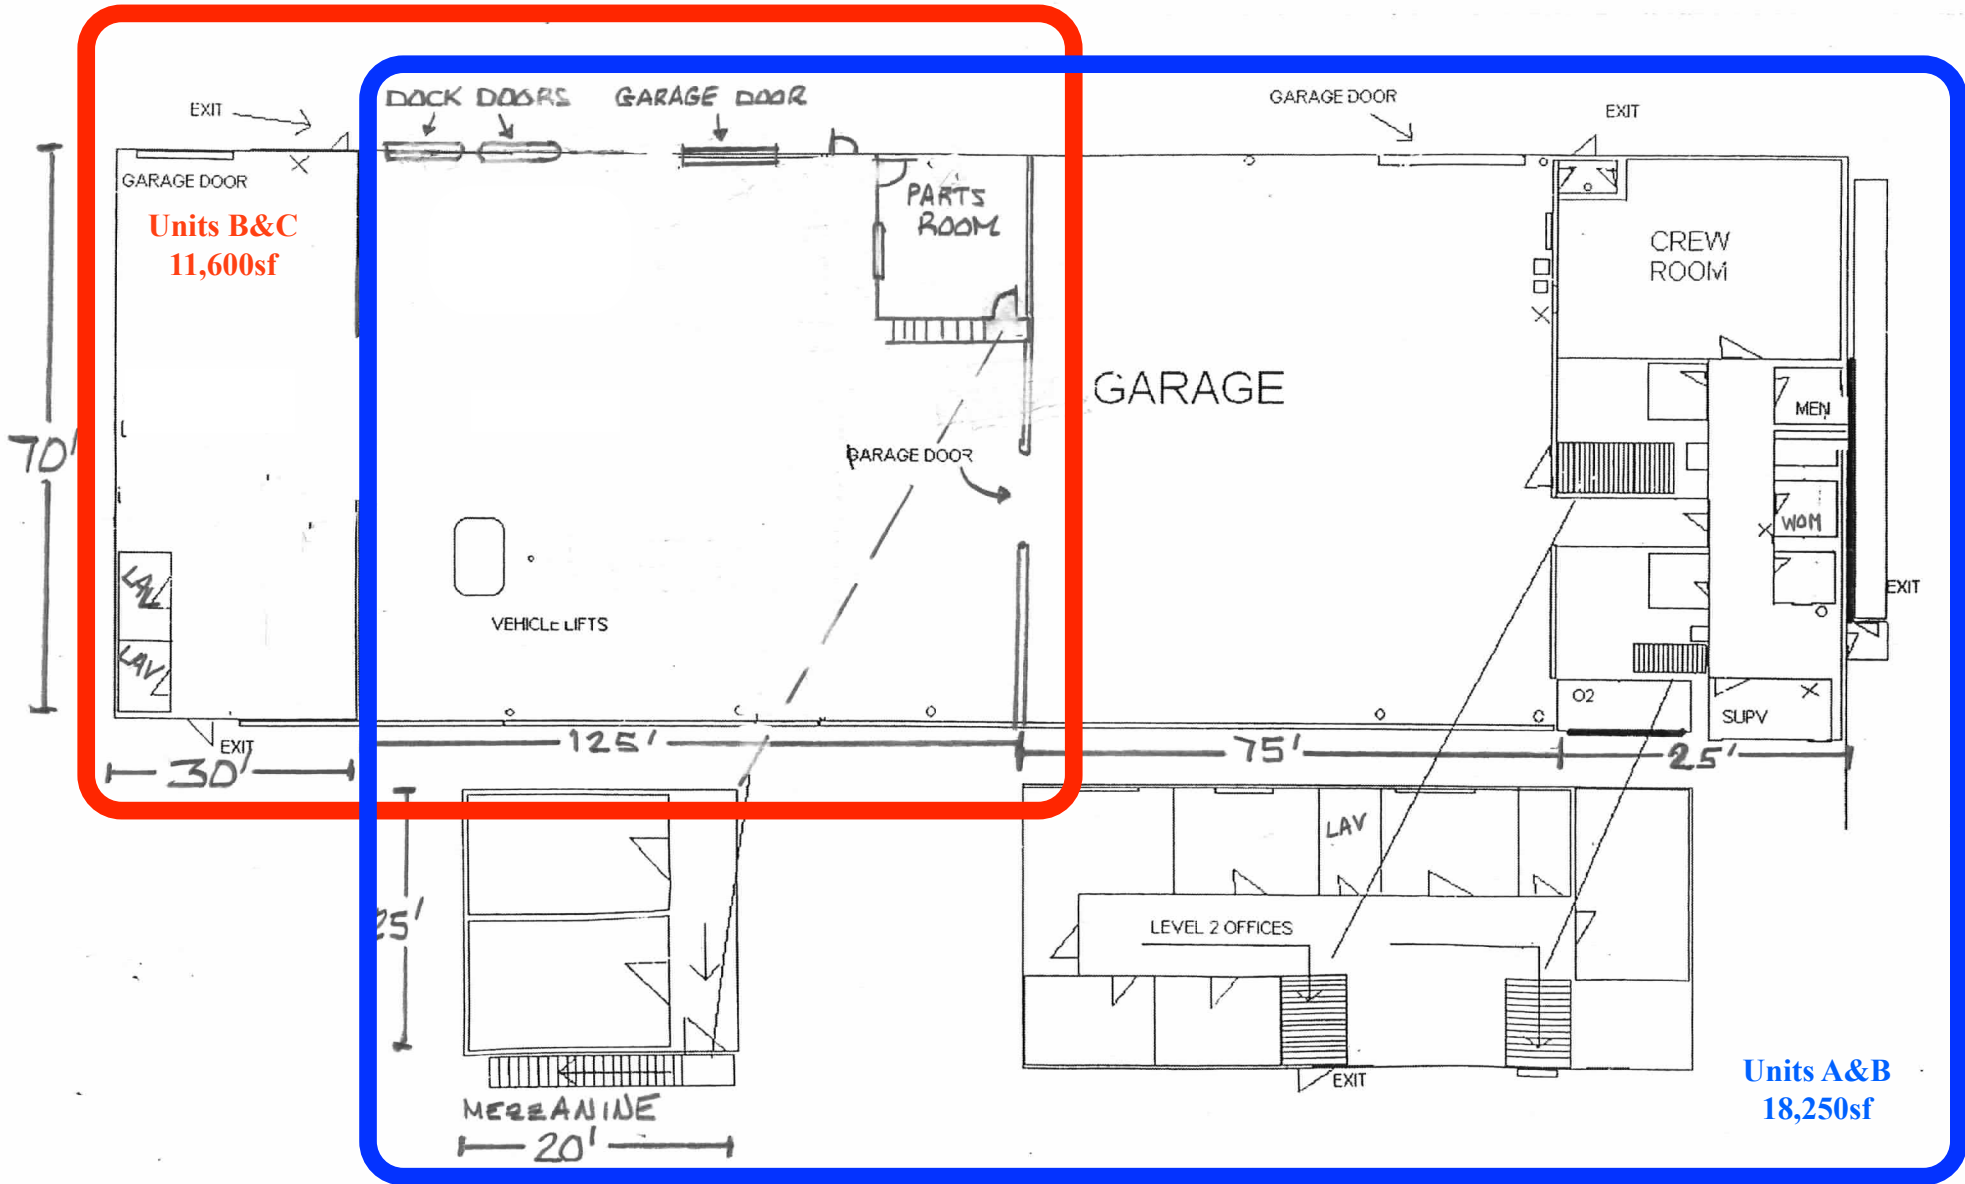 DOCK DOORS
GARAGE DOOR
GARAGE DOOR
EXIT
EXIT
GARAGE DOOR
Units B&C
11,600sf
PARTS
ROOM
CREW
ROOM
GARAGE
MEN
70'
GARAGE DOOR
WOM
LAV
EXIT
VEHICLE LIFTS
LAV
O2
SUPV
EXIT
125'
75'
25'
30'
LAV
25'
LEVEL 2 OFFICES
EXIT
Units A&B
18,250sf
MEZZANINE
20'